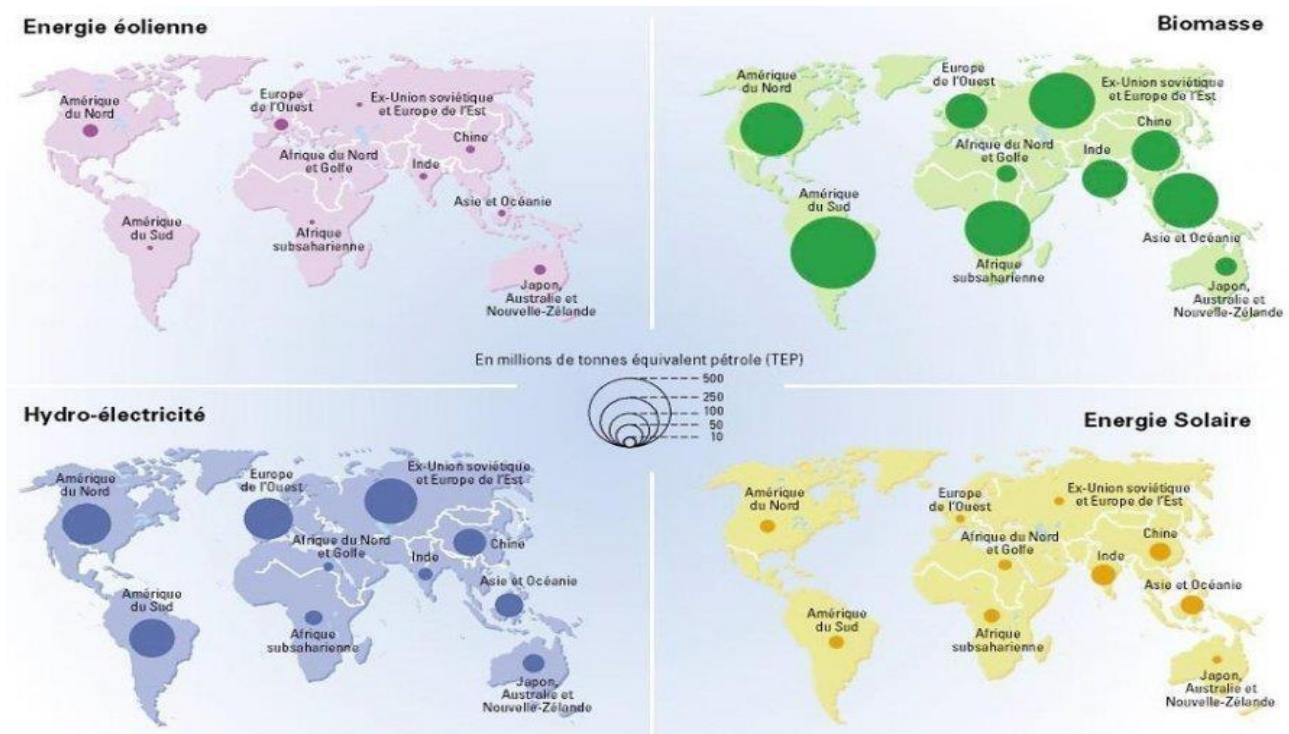 Energie éolienne
Amérique
du Nord
Europe
de l'Ouest
Ex-Union soviétique
et Europe de l'Est
Chine
Afrique du Nord
et Golfe
Inde
Asie et Océanie
Amérique
du Sud
Afrique
subsaharienne
Japon,
Australie et
Nouvelle-Zélande
Biomasse
Amérique
du Nord
Europe
de l'Ouest
Ex-Union soviétique
et Europe de l'Est
Chine
Afrique du Nord
et Golfe
Inde
Amérique
du Sud
Asie et Océanie
Afrique
subsaharienne
Japon,
Australie et
Nouvelle-Zélande
En millions de tonnes équivalent pétrole (TEP)
500
250
100
50
10
Hydro-électricité
Amérique
du Nord
Europe
de l'Ouest
Ex-Union soviétique
et Europe de l'Est
Afrique du Nord
et Golfe
Chine
Inde
Asie et Océanie
Amérique
du Sud
Afrique
subsaharienne
Japon,
Australie et
Nouvelle-Zélande
Energie Solaire
Amérique
du Nord
Europe
de l'Ouest
Ex-Union soviétique
et Europe de l'Est
Afrique du Nord
et Golfe
Chine
Inde
Asie et Océanie
Amérique
du Sud
Afrique
subsaharienne
Japon,
Australie et
Nouvelle-Zélande